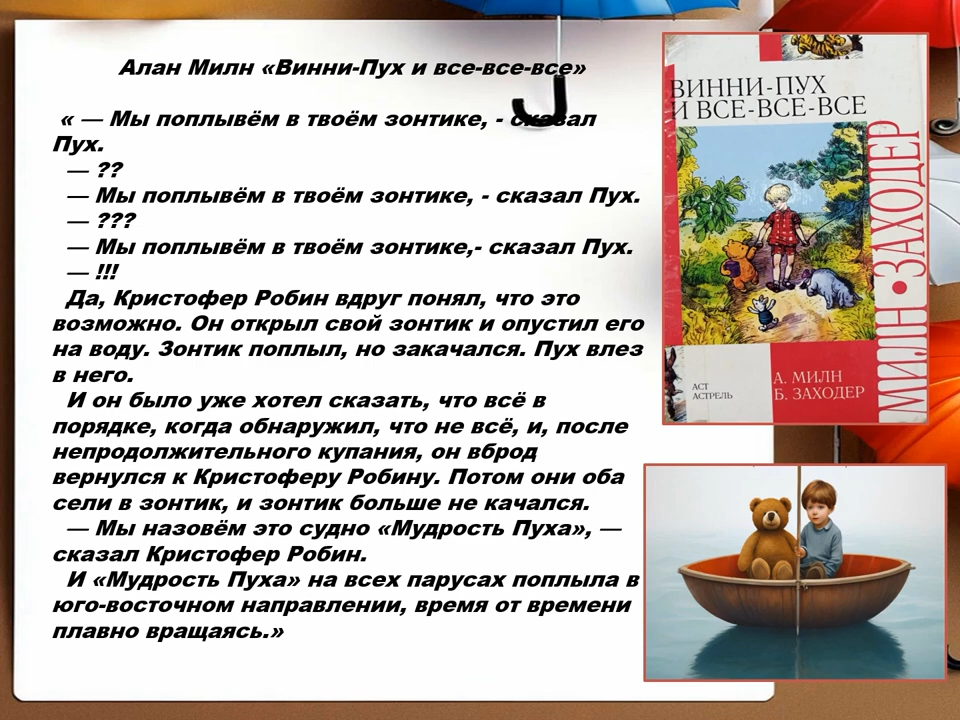 Алан Милн «Винни-Пух и все-все-все»
« — Мы поплывём в твоём зонтике, - сказал
Пух.
— ??
— Мы поплывём в твоём зонтике, - сказал Пух.
— ???
— Мы поплывём в твоём зонтике,- сказал Пух.
— !!!
Да, Кристофер Робин вдруг понял, что это
возможно. Он открыл свой зонтик и опустил его
на воду. Зонтик поплыл, но закачался. Пух влез
в него.
И он было уже хотел сказать, что всё в
порядке, когда обнаружил, что не всё, и, после
непродолжительного купания, он вброд
вернулся к Кристоферу Робину. Потом они оба
сели в зонтик, и зонтик больше не качался.
— Мы назовём это судно «Мудрость Пуха», —
сказал Кристофер Робин.
И «Мудрость Пуха» на всех парусах поплыла в
юго-восточном направлении, время от времени
плавно вращаясь.»
ВИННИ-ПУХ
И ВСЕ-ВСЕ-ВСЕ
МИЛН • ЗАХОДЕР
АСТ
АСТРЕЛЬ
А. МИЛН
Б. ЗАХОДЕР